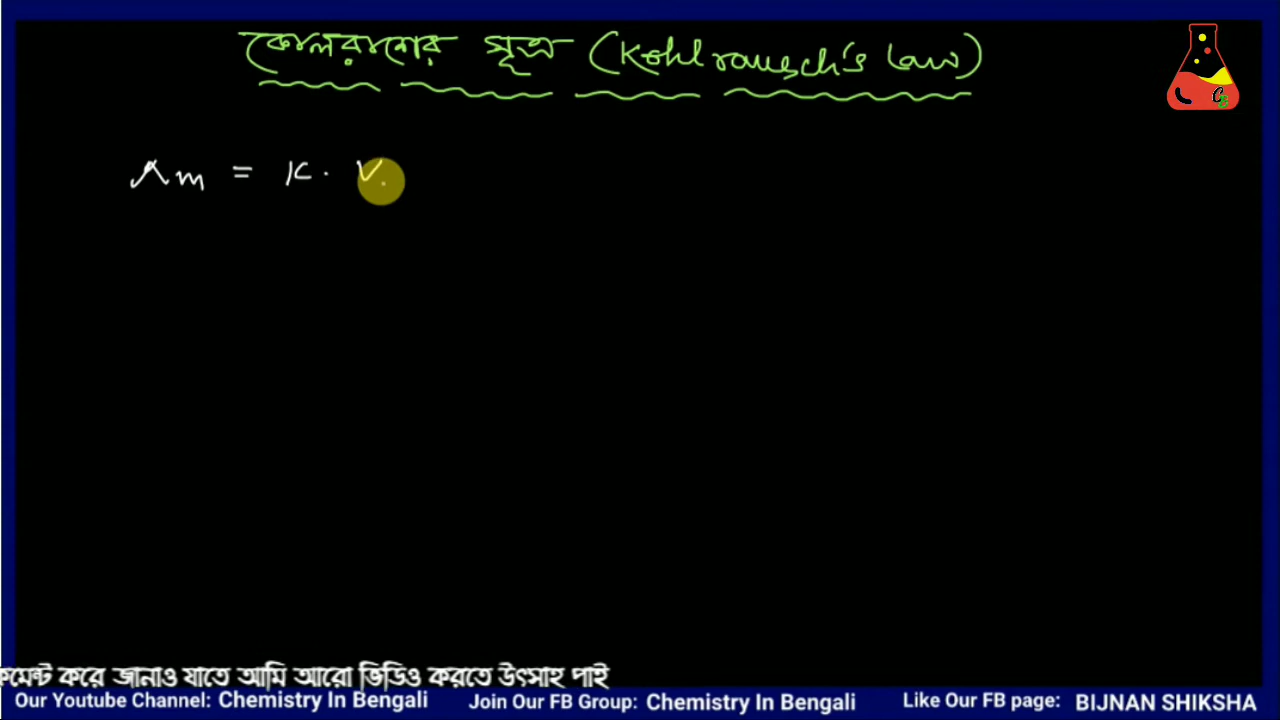 কোলরাশের সূত্র (Kohlrausch's Law)
Λm = K. V.
কমেন্ট করে জানাও যাতে আমি আরো ভিডিও করতে উৎসাহ পাই
Our Youtube Channel: Chemistry In Bengali Join Our FB Group: Chemistry In Bengali Like Our FB page: BIJNAN SHIKSHA